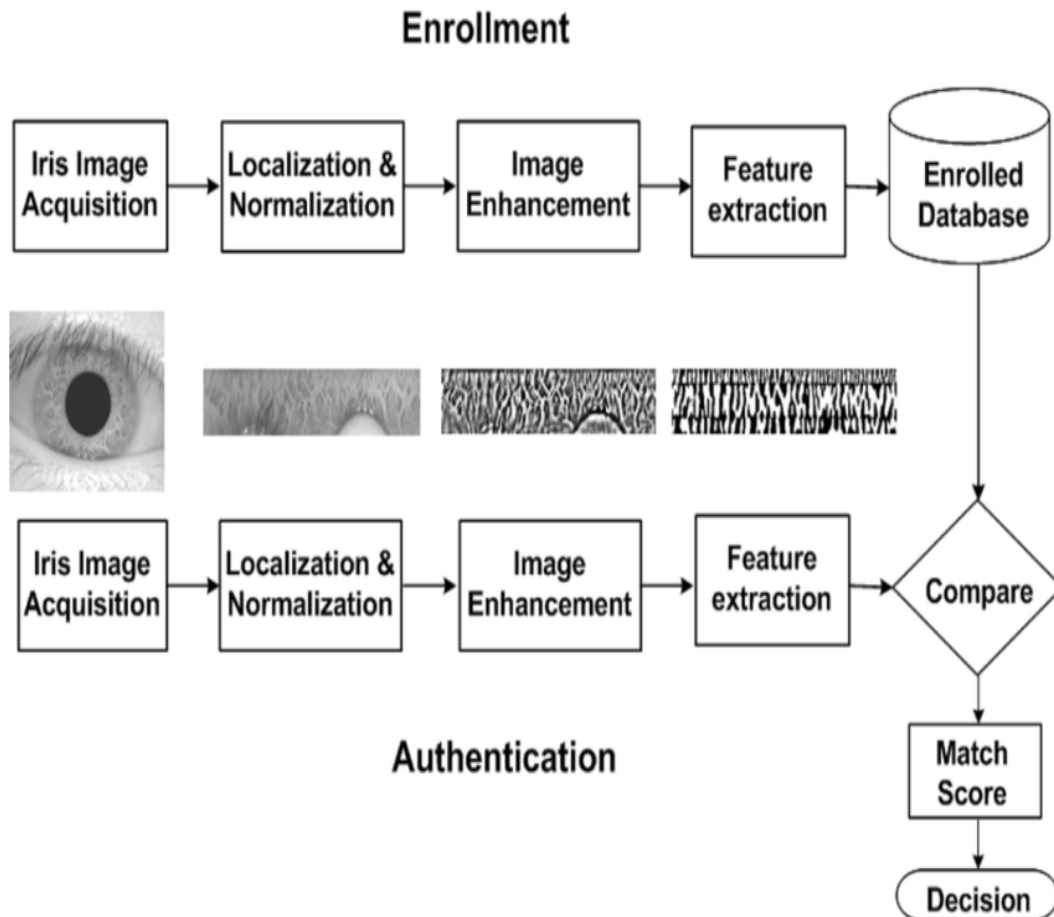 Enrollment
Iris Image
Acquisition
Localization &
Normalization
Image
Enhancement
Feature
extraction
Enrolled
Database
Iris Image
Acquisition
Localization &
Normalization
Image
Enhancement
Feature
extraction
Compare
Authentication
Match
Score
Decision